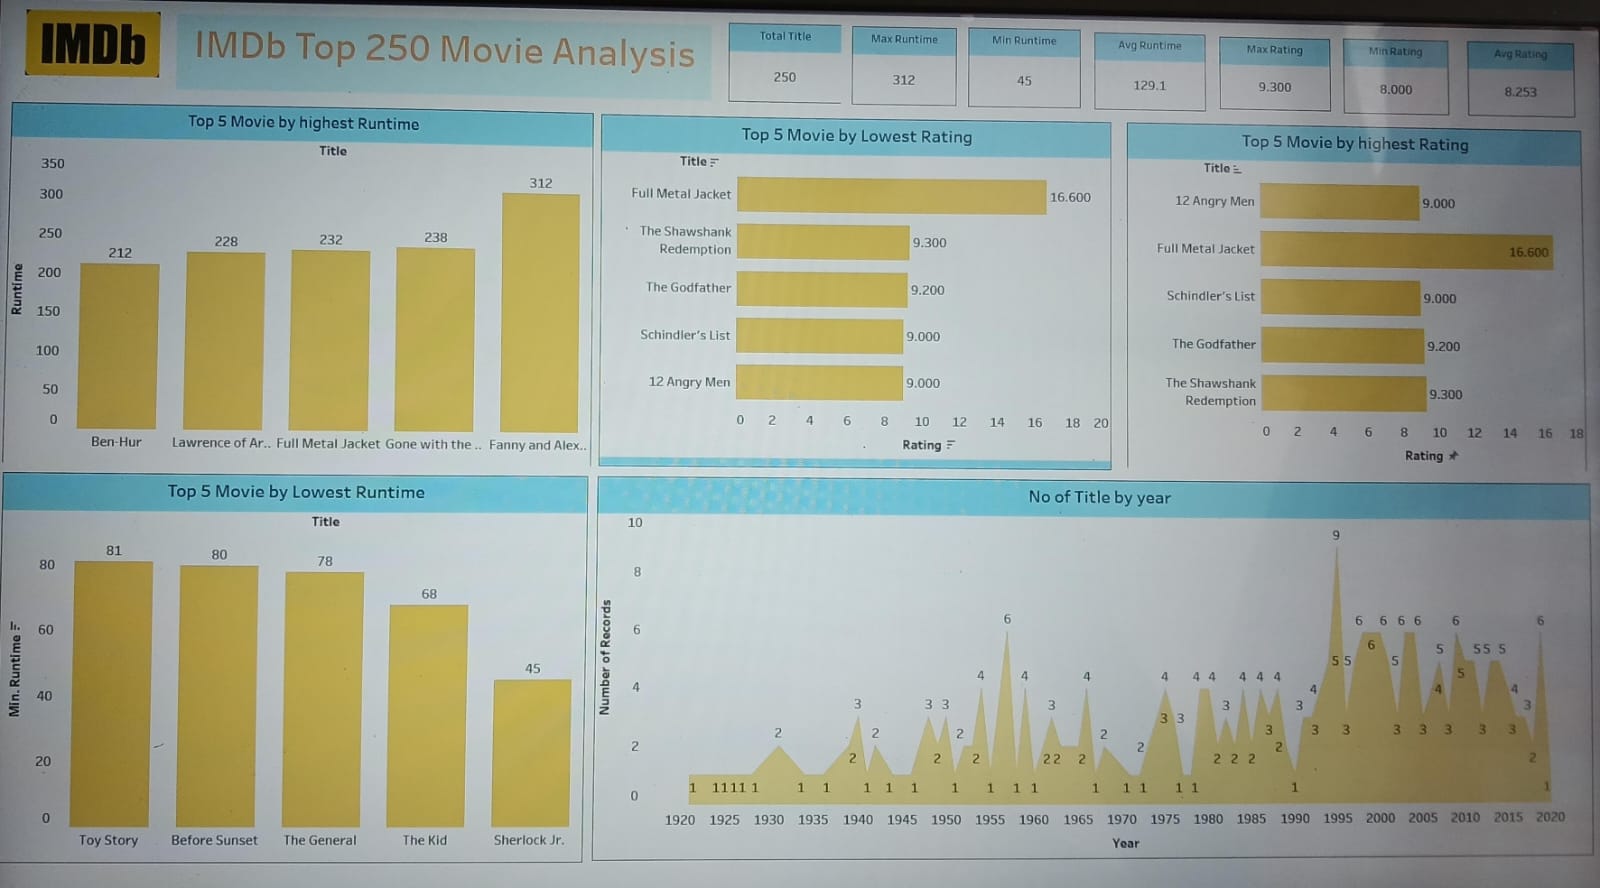 IMDb
IMDb Top 250 Movie Analysis
Total Title
250
Max Runtime
312
Min Runtime
45
Avg Runtime
129.1
Max Rating
9.300
Min Rating
8.000
Avg Rating
8.253
Top 5 Movie by highest Runtime
Title
Runtime
350
300
250
200
150
100
50
0
212
228
232
238
312
Ben-Hur
Lawrence of Ar..
Full Metal Jacket
Gone with the ..
Fanny and Alex..
Top 5 Movie by Lowest Rating
Title
Full Metal Jacket 16.600
The Shawshank
Redemption
9.300
The Godfather 9.200
Schindler's List 9.000
12 Angry Men 9.000
0 2 4 6 8 10 12 14 16 18 20
Rating
Top 5 Movie by highest Rating
Title
12 Angry Men 9.000
Full Metal Jacket 16.600
Schindler's List 9.000
The Godfather 9.200
The Shawshank
Redemption
9.300
0 2 4 6 8 10 12 14 16 18
Rating
Top 5 Movie by Lowest Runtime
Title
Min. Runtime
80
60
40
20
0
81
80
78
68
45
Toy Story
Before Sunset
The General
The Kid
Sherlock Jr.
No of Title by year
Number of Records
10
8
6
4
2
0
9
6 6 6 6 6 6 6
6
5 5 5 5
5 5 5
5
4 4 4 4 4 4 4 4
4 4 4
3 3 3 3 3 3 3 3
3 3 3 3 3 3 3 3 3 3
2 2 2 2 2
2 2 2 2 2 2 2 2 2 2 2
1 1 1 1 1 1 1 1 1 1 1 1 1 1 1 1 1 1 1 1 1 1
1920 1925 1930 1935 1940 1945 1950 1955 1960 1965 1970 1975 1980 1985 1990 1995 2000 2005 2010 2015 2020
Year